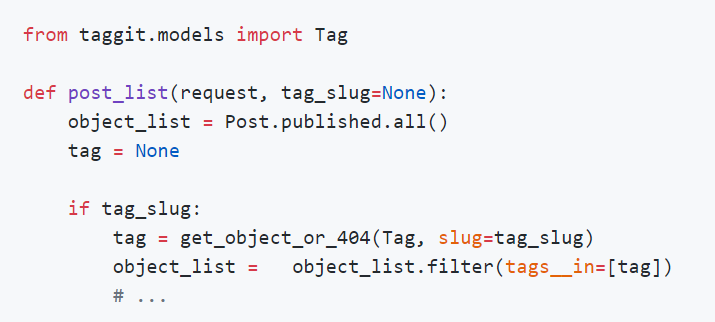 from taggit.models import Tag
def post_list(request, tag_slug=None):
    object_list = Post.published.all()
    tag = None
    if tag_slug:
        tag = get_object_or_404(Tag, slug=tag_slug)
        object_list =   object_list.filter(tags__in=[tag])
        # ...